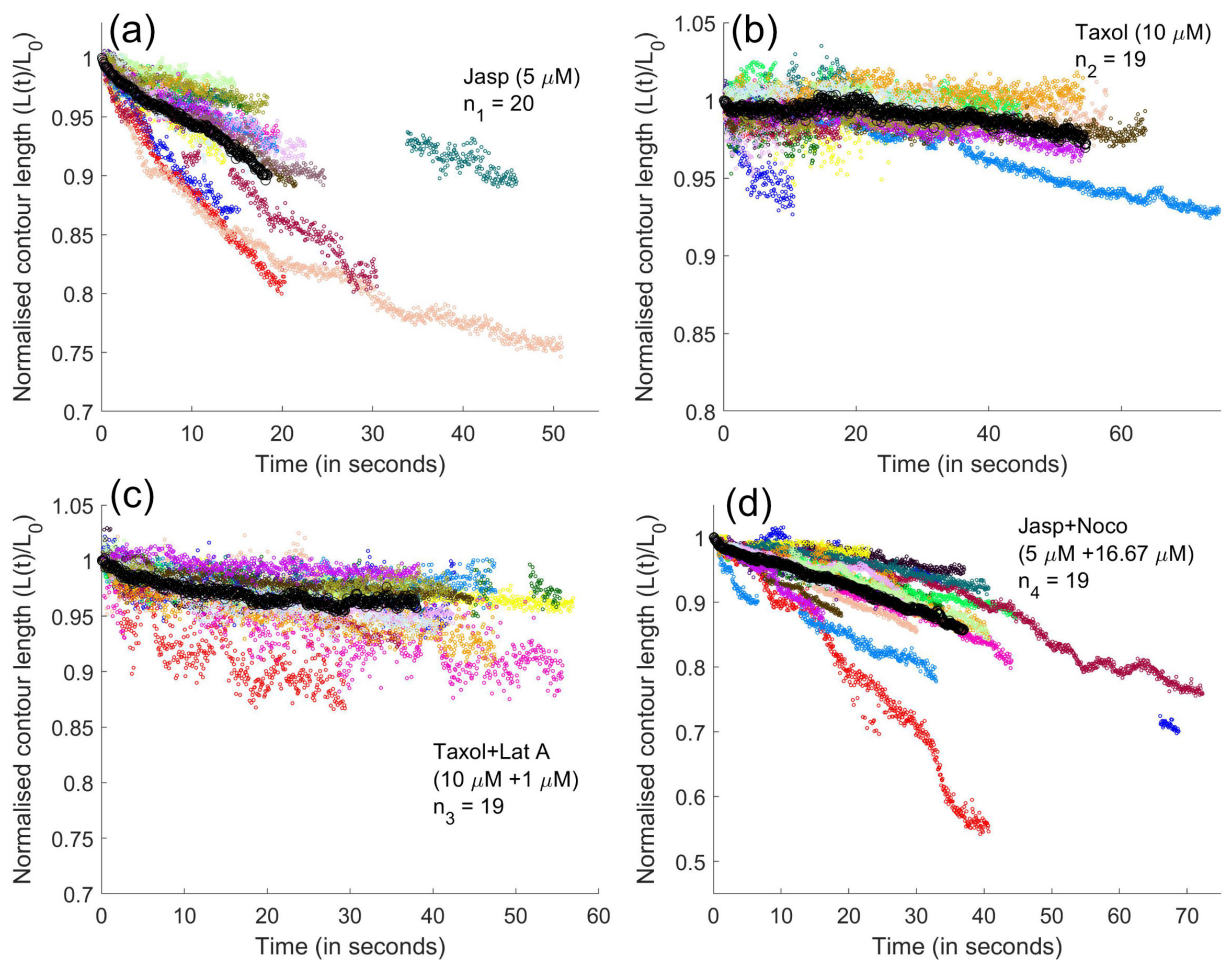 (a)
Jasp (5 μM)
n1 = 20
Normalised contour length (L(t)/L0)
1
0.95
0.9
0.85
0.8
0.75
0.7
0
10
20
30
40
50
Time (in seconds)
(b)
Taxol (10 μM)
n2 = 19
Normalised contour length (L(t)/L0)
1.05
1
0.95
0.9
0.85
0.8
0
20
40
60
Time (in seconds)
(c)
Taxol+Lat A
(10 μM +1 μM)
n3 = 19
Normalised contour length (L(t)/L0)
1.05
1
0.95
0.9
0.85
0.8
0.75
0.7
0
10
20
30
40
50
60
Time (in seconds)
(d)
Jasp+Noco
(5 μM +16.67 μM)
n4 = 19
Normalised contour length (L(t)/L0)
1
0.9
0.8
0.7
0.6
0.5
0
10
20
30
40
50
60
70
Time (in seconds)